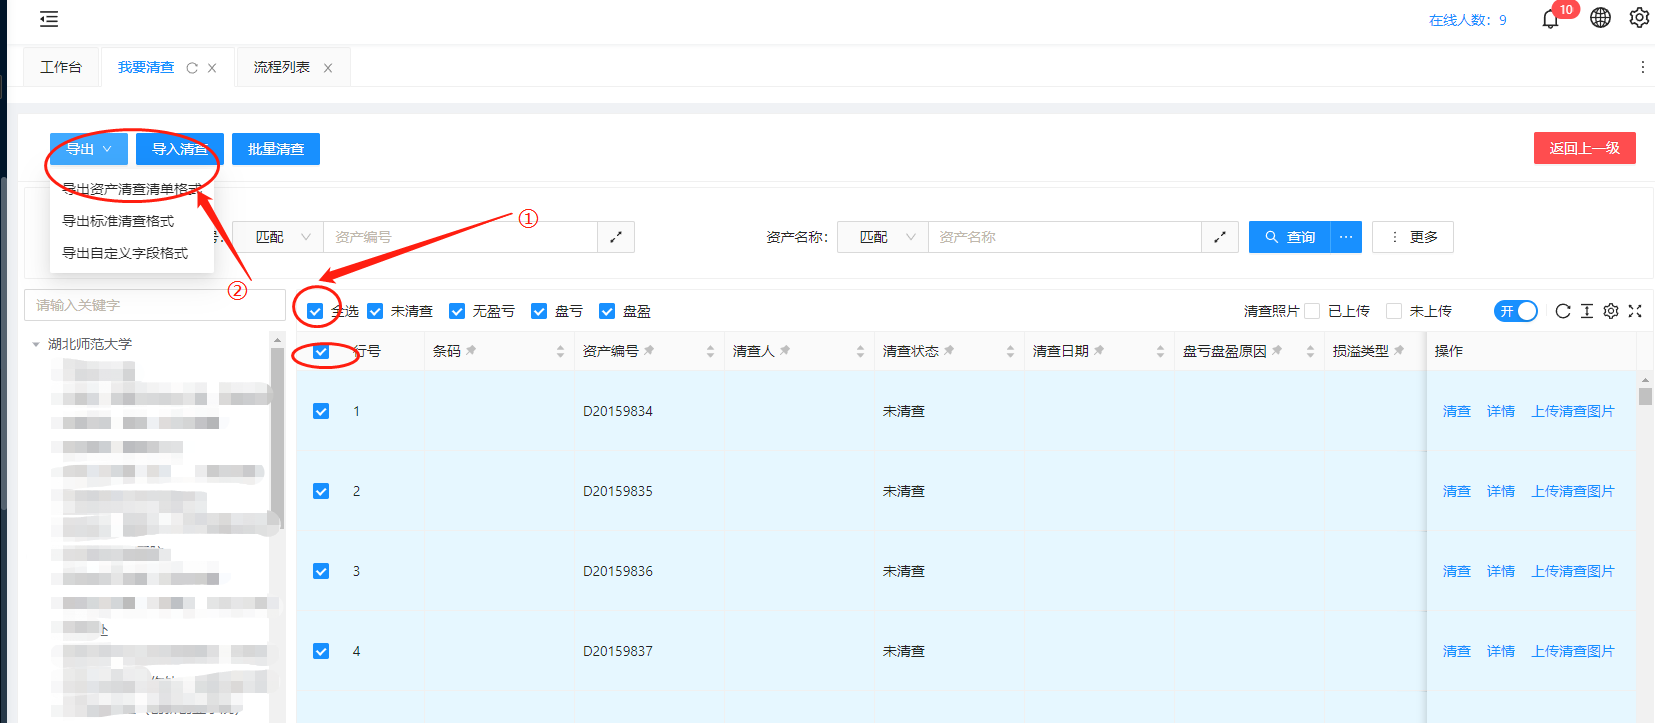 在线人数：9
10
工作台
我要清查
流程列表
导出
导入清查
批量清查
返回上一级
导出资产清查清单格式
导出标准清查格式
导出自定义字段格式
号：
匹配
资产编号
资产名称：
匹配
资产名称
查询
更多
①
②
请输入关键字
全选
未清查
无盈亏
盘亏
盘盈
清查照片
已上传
未上传
开
湖北师范大学
行号
条码
资产编号
清查人
清查状态
清查日期
盘亏盘盈原因
损溢类型
操作
1 D20159834 未清查 清查 详情 上传清查图片
2 D20159835 未清查 清查 详情 上传清查图片
3 D20159836 未清查 清查 详情 上传清查图片
4 D20159837 未清查 清查 详情 上传清查图片